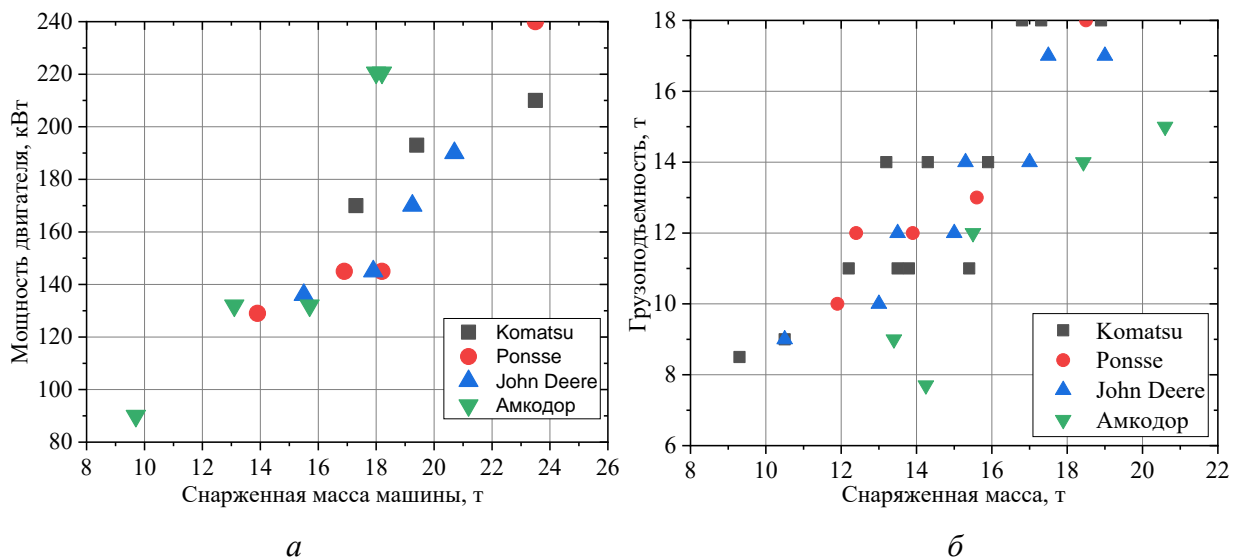 240
220
200
180
160
140
120
100
80
8 10 12 14 16 18 20 22 24 26
Мощность двигателя, кВт
Снарженная масса машины, т
Komatsu
Ponsse
John Deere
Амкодор
а
18
16
14
12
10
8
6
8 10 12 14 16 18 20 22
Грузоподьемность, т
Снаряженная масса, т
Komatsu
Ponsse
John Deere
Амкодор
б